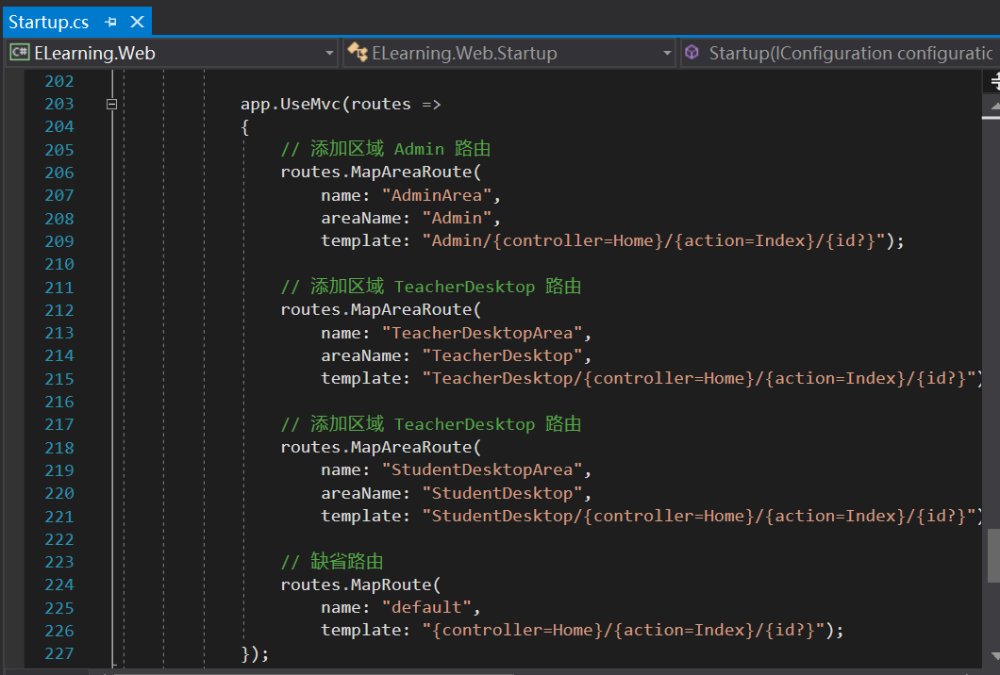 Startup.cs
C# ELearning.Web ELearning.Web.Startup Startup(IConfiguration configuratic
202
203 app.UseMvc(routes =>
204 {
205 // 添加区域 Admin 路由
206 routes.MapAreaRoute(
207 name: "AdminArea",
208 areaName: "Admin",
209 template: "Admin/{controller=Home}/{action=Index}/{id?}");
210
211 // 添加区域 TeacherDesktop 路由
212 routes.MapAreaRoute(
213 name: "TeacherDesktopArea",
214 areaName: "TeacherDesktop",
215 template: "TeacherDesktop/{controller=Home}/{action=Index}/{id?}")
216
217 // 添加区域 TeacherDesktop 路由
218 routes.MapAreaRoute(
219 name: "StudentDesktopArea",
220 areaName: "StudentDesktop",
221 template: "StudentDesktop/{controller=Home}/{action=Index}/{id?}")
222
223 // 缺省路由
224 routes.MapRoute(
225 name: "default",
226 template: "{controller=Home}/{action=Index}/{id?}");
227 });